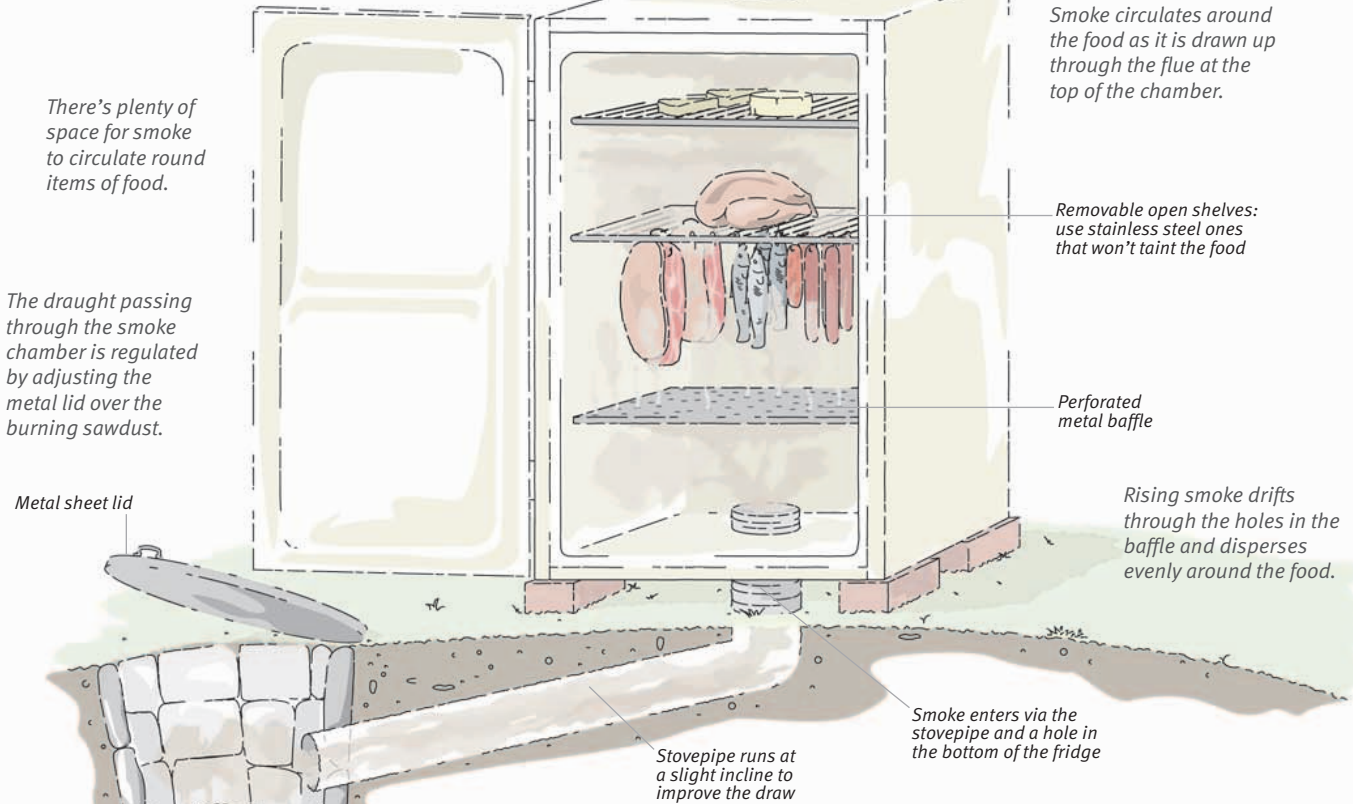 Smoke circulates around
the food as it is drawn up
through the flue at the
top of the chamber.
There's plenty of
space for smoke
to circulate round
items of food.
Removable open shelves:
use stainless steel ones
that won't taint the food
The draught passing
through the smoke
chamber is regulated
by adjusting the
metal lid over the
burning sawdust.
Perforated
metal baffle
Metal sheet lid
Rising smoke drifts
through the holes in the
baffle and disperses
evenly around the food.
Smoke enters via the
stovepipe and a hole in
the bottom of the fridge
Stovepipe runs at
a slight incline to
improve the draw